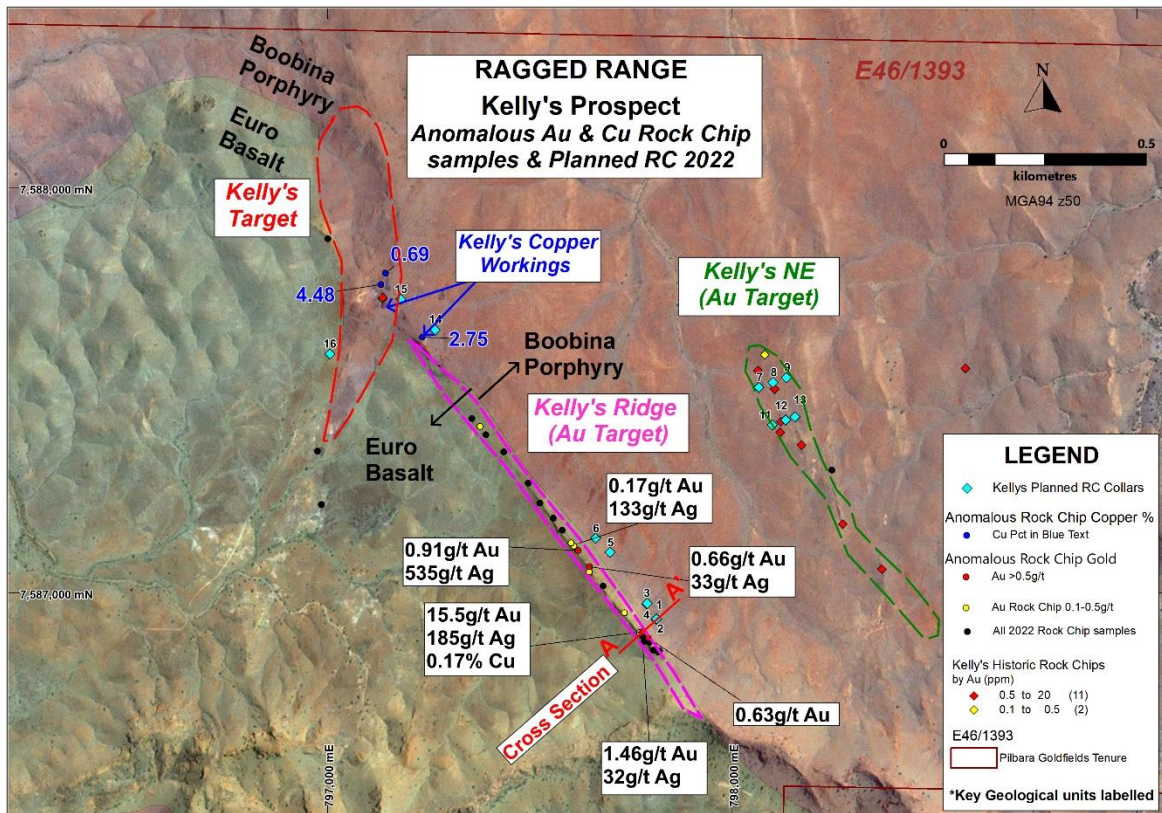 RAGGED RANGE
Kelly's Prospect
Anomalous Au & Cu Rock Chip
samples & Planned RC 2022
E46/1393
N
0
0.5
kilometres
MGA94 z50
Boobina
Porphyry
Euro
Basalt
7,588,000 mN
Kelly's
Target
Kelly's Copper
Workings
0.69
4.48
15
14
2.75
16
Kelly's NE
(Au Target)
7
8
9
11
12
13
Boobina
Porphyry
Kelly's Ridge
(Au Target)
Euro
Basalt
0.17g/t Au
133g/t Ag
6
5
0.91g/t Au
535g/t Ag
0.66g/t Au
33g/t Ag
7,587,000 mN
15.5g/t Au
185g/t Ag
0.17% Cu
3
1
4
2
A
A'
Cross Section
0.63g/t Au
1.46g/t Au
32g/t Ag
797,000 mE
798,000 mE
LEGEND
Kellys Planned RC Collars
Anomalous Rock Chip Copper %
Cu Pct in Blue Text
Anomalous Rock Chip Gold
Au >0.5g/t
Au Rock Chip 0.1-0.5g/t
All 2022 Rock Chip samples
Kelly's Historic Rock Chips
by Au (ppm)
0.5 to 20 (11)
0.1 to 0.5 (2)
E46/1393
Pilbara Goldfields Tenure
*Key Geological units labelled